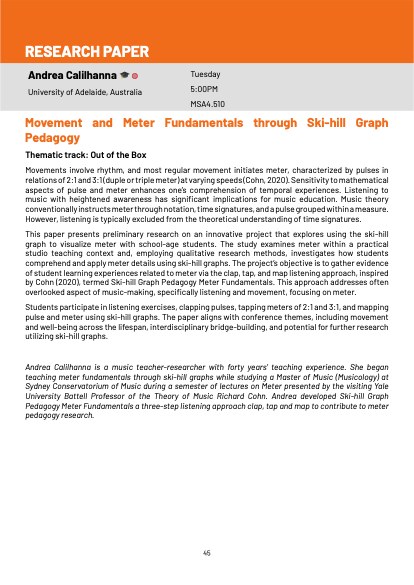 RESEARCH PAPER
Andrea Calilhanna
University of Adelaide, Australia
Tuesday
5:00PM
MSA4.510
Movement and Meter Fundamentals through Ski-hill Graph
Pedagogy
Thematic track: Out of the Box
Movements involve rhythm, and most regular movement initiates meter, characterized by pulses in
relations of 2:1 and 3:1 (duple or triple meter) at varying speeds (Cohn, 2020). Sensitivity to mathematical
aspects of pulse and meter enhances one's comprehension of temporal experiences. Listening to
music with heightened awareness has significant implications for music education. Music theory
conventionally instructs meter through notation, time signatures, and a pulse grouped within a measure.
However, listening is typically excluded from the theoretical understanding of time signatures.
This paper presents preliminary research on an innovative project that explores using the ski-hill
graph to visualize meter with school-age students. The study examines meter within a practical
studio teaching context and, employing qualitative research methods, investigates how students
comprehend and apply meter details using ski-hill graphs. The project's objective is to gather evidence
of student learning experiences related to meter via the clap, tap, and map listening approach, inspired
by Cohn (2020), termed Ski-hill Graph Pedagogy Meter Fundamentals. This approach addresses often
overlooked aspect of music-making, specifically listening and movement, focusing on meter.
Students participate in listening exercises, clapping pulses, tapping meters of 2:1 and 3:1, and mapping
pulse and meter using ski-hill graphs. The paper aligns with conference themes, including movement
and well-being across the lifespan, interdisciplinary bridge-building, and potential for further research
utilizing ski-hill graphs.
Andrea Calilhanna is a music teacher-researcher with forty years' teaching experience. She began
teaching meter fundamentals through ski-hill graphs while studying a Master of Music (Musicology) at
Sydney Conservatorium of Music during a semester of lectures on Meter presented by the visiting Yale
University Battell Professor of the Theory of Music Richard Cohn. Andrea developed Ski-hill Graph
Pedagogy Meter Fundamentals a three-step listening approach clap, tap and map to contribute to meter
pedagogy research.
45